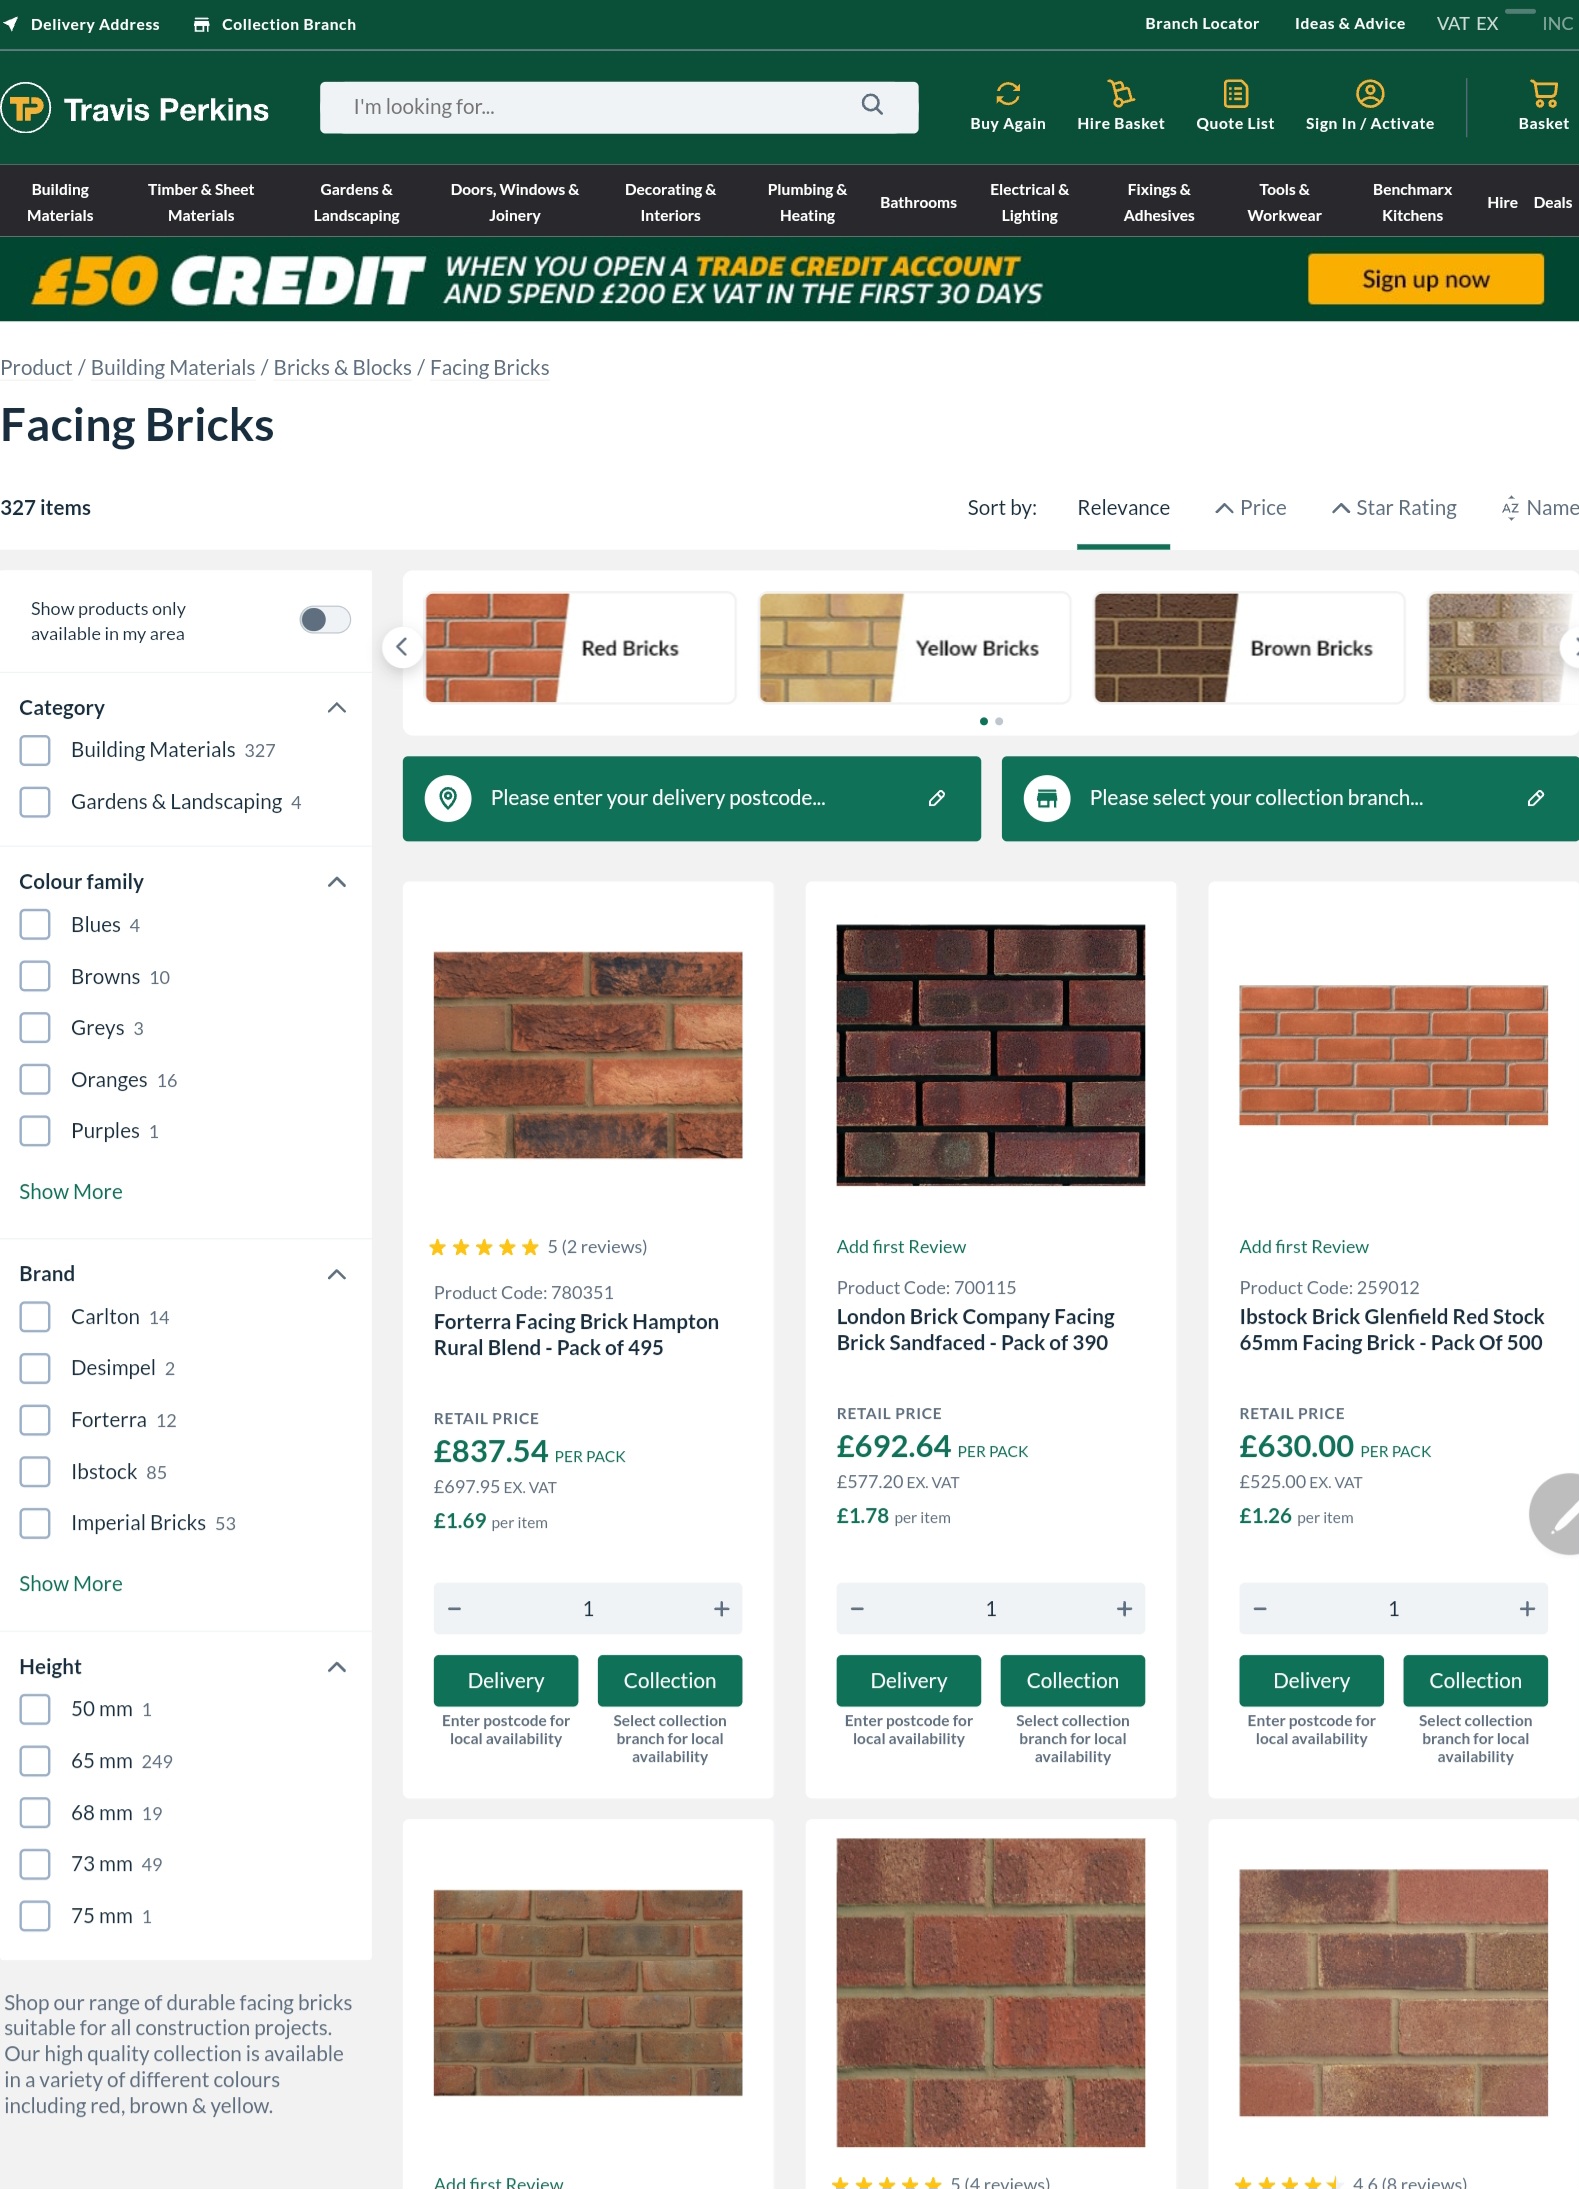 Delivery Address
Collection Branch
Branch Locator
Ideas & Advice
VAT EX
INC
TP
Travis Perkins
I'm looking for...
Buy Again
Hire Basket
Quote List
Sign In / Activate
Basket
Building
Materials
Timber & Sheet
Materials
Gardens &
Landscaping
Doors, Windows &
Joinery
Decorating &
Interiors
Plumbing &
Heating
Bathrooms
Electrical &
Lighting
Fixings &
Adhesives
Tools &
Workwear
Benchmarx
Kitchens
Hire
Deals
£50 CREDIT
WHEN YOU OPEN A TRADE CREDIT ACCOUNT
AND SPEND £200 EX VAT IN THE FIRST 30 DAYS
Sign up now
Product / Building Materials / Bricks & Blocks / Facing Bricks
Facing Bricks
327 items
Sort by:
Relevance
Price
Star Rating
AZ
Name
Show products only
available in my area
Category
Building Materials 327
Gardens & Landscaping 4
Colour family
Blues 4
Browns 10
Greys 3
Oranges 16
Purples 1
Show More
Brand
Carlton 14
Desimpel 2
Forterra 12
Ibstock 85
Imperial Bricks 53
Show More
Height
50 mm 1
65 mm 249
68 mm 19
73 mm 49
75 mm 1
Shop our range of durable facing bricks
suitable for all construction projects.
Our high quality collection is available
in a variety of different colours
including red, brown & yellow.
Red Bricks
Yellow Bricks
Brown Bricks
Please enter your delivery postcode...
Please select your collection branch...
5 (2 reviews)
Product Code: 780351
Forterra Facing Brick Hampton
Rural Blend - Pack of 495
RETAIL PRICE
£837.54 PER PACK
£697.95 EX. VAT
£1.69 per item
− 1 +
Delivery
Enter postcode for
local availability
Collection
Select collection
branch for local
availability
Add first Review
Product Code: 700115
London Brick Company Facing
Brick Sandfaced - Pack of 390
RETAIL PRICE
£692.64 PER PACK
£577.20 EX. VAT
£1.78 per item
− 1 +
Delivery
Enter postcode for
local availability
Collection
Select collection
branch for local
availability
Add first Review
Product Code: 259012
Ibstock Brick Glenfield Red Stock
65mm Facing Brick - Pack Of 500
RETAIL PRICE
£630.00 PER PACK
£525.00 EX. VAT
£1.26 per item
− 1 +
Delivery
Enter postcode for
local availability
Collection
Select collection
branch for local
availability
Add first Review
5 (4 reviews)
4.6 (8 reviews)